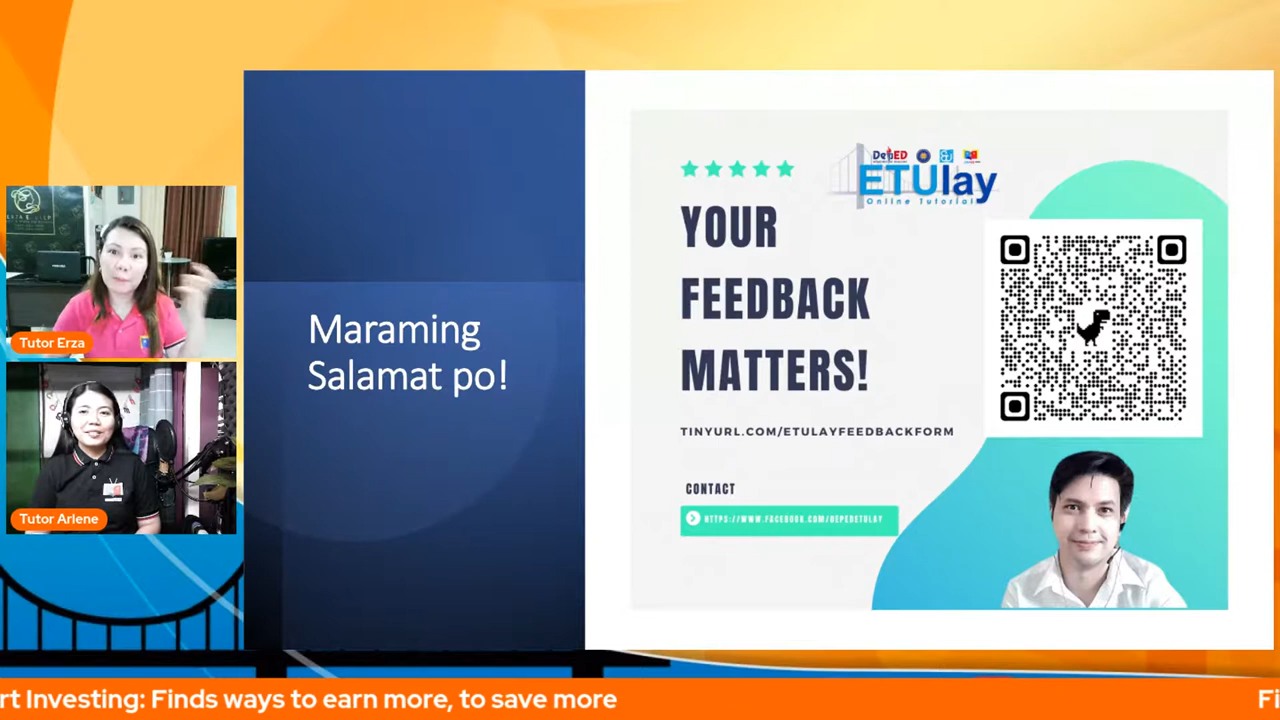 Tutor Erza
Tutor Arlene
Maraming
Salamat po!
DepED
ETUlay
Online Tutorial
YOUR
FEEDBACK
MATTERS!
TINYURL.COM/ETULAYFEEDBACKFORM
CONTACT
HTTPS://WWW.FACEBOOK.COM/DEPEDETULAY
rt Investing: Finds ways to earn more, to save more
Fi